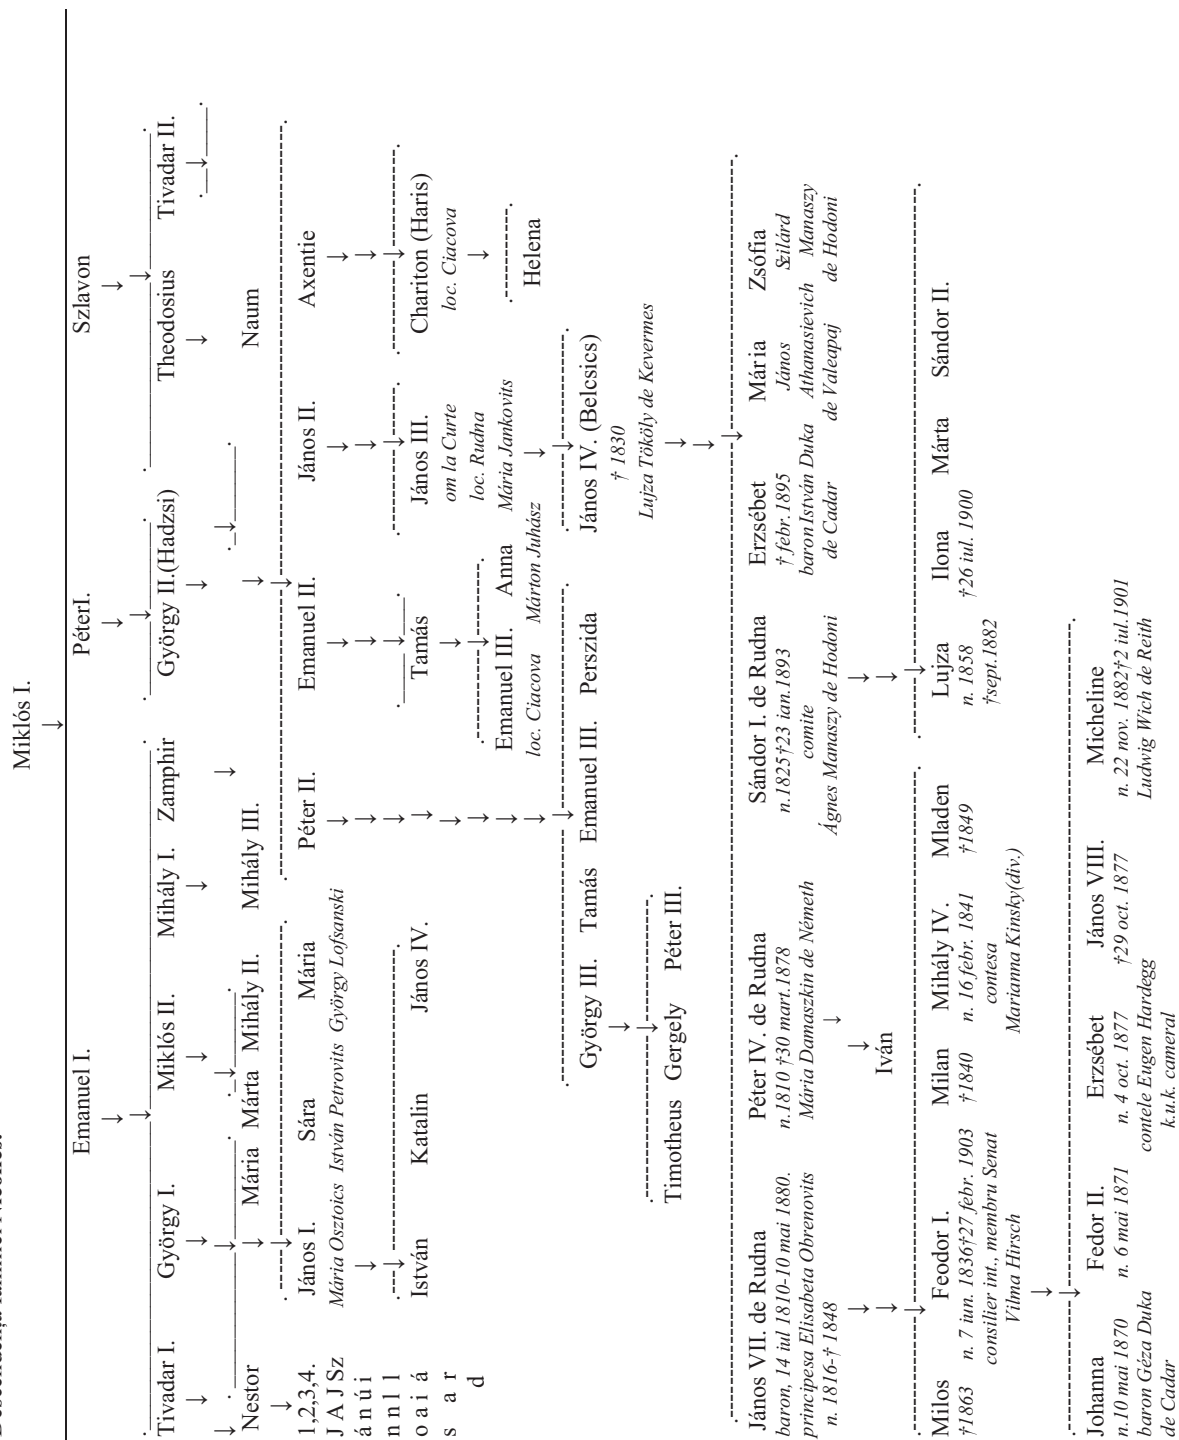 Miklós I.
Emanuel I. PéterI. Szlavon
Tivadar I. György I. Miklós II. Mihály I. Zamphir György II.(Hadzsi) Theodosius Tivadar II.
Nestor Mária Márta Mihály II. Mihály III. Naum
1,2,3,4. János I. Sára Mária Péter II. Emanuel II. János II. Axentie
J A J Sz Mária Osztoics István Petrovits György Lofsanski
á n ú i
n n l l
o a i á István Katalin János IV. Tamás János III. Chariton (Haris)
s a r om la Curte loc. Ciacova
d loc. Rudna
Emanuel III. Anna Mária Jankovits Helena
loc. Ciacova Márton Juhász
György III. Tamás Emanuel III. Perszida János IV. (Belcsics)
† 1830
Lujza Tököly de Kevermes
Timotheus Gergely Péter III.
János VII. de Rudna Péter IV. de Rudna Sándor I. de Rudna Erzsébet Mária Zsófia
baron, 14 iul 1810-10 mai 1880. n.1810 †30 mart.1878 n.1825†23 ian.1893 † febr.1895 János Szilárd
principesa Elisabeta Obrenovits Mária Damaszkin de Németh comite baron István Duka Athanasievich Manaszy
n. 1816-† 1848 Ágnes Manaszy de Hodoni de Cadar de Valeapaj de Hodoni
Iván
Milos Feodor I. Milan Mihály IV. Mladen Lujza Ilona Márta Sándor II.
†1863 n. 7 iun. 1836†27 febr. 1903 †1840 n. 16 febr. 1841 †1849 n. 1858 †26 iul. 1900
consilier int., membru Senat contesa †sept.1882
Vilma Hirsch Marianna Kinsky(div.)
Johanna Fedor II. Erzsébet János VIII. Micheline
n.10 mai 1870 n. 6 mai 1871 n. 4 oct. 1877 †29 oct. 1877 n. 22 nov. 1882†2 iul.1901
baron Géza Duka contele Eugen Hardegg Ludwig Wich de Reith
de Cadar k.u.k. cameral